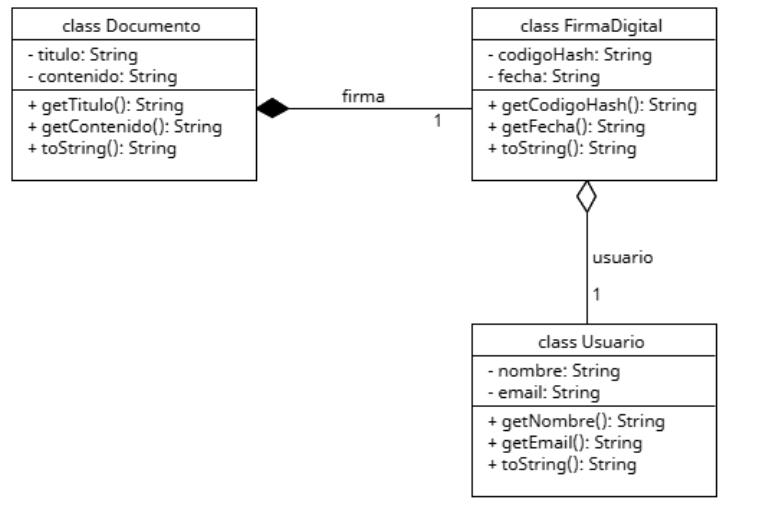 class Documento
- titulo: String
- contenido: String
+ getTitulo(): String
+ getContenido(): String
+ toString(): String
firma
1
class FirmaDigital
- codigoHash: String
- fecha: String
+ getCodigoHash(): String
+ getFecha(): String
+ toString(): String
usuario
1
class Usuario
- nombre: String
- email: String
+ getNombre(): String
+ getEmail(): String
+ toString(): String